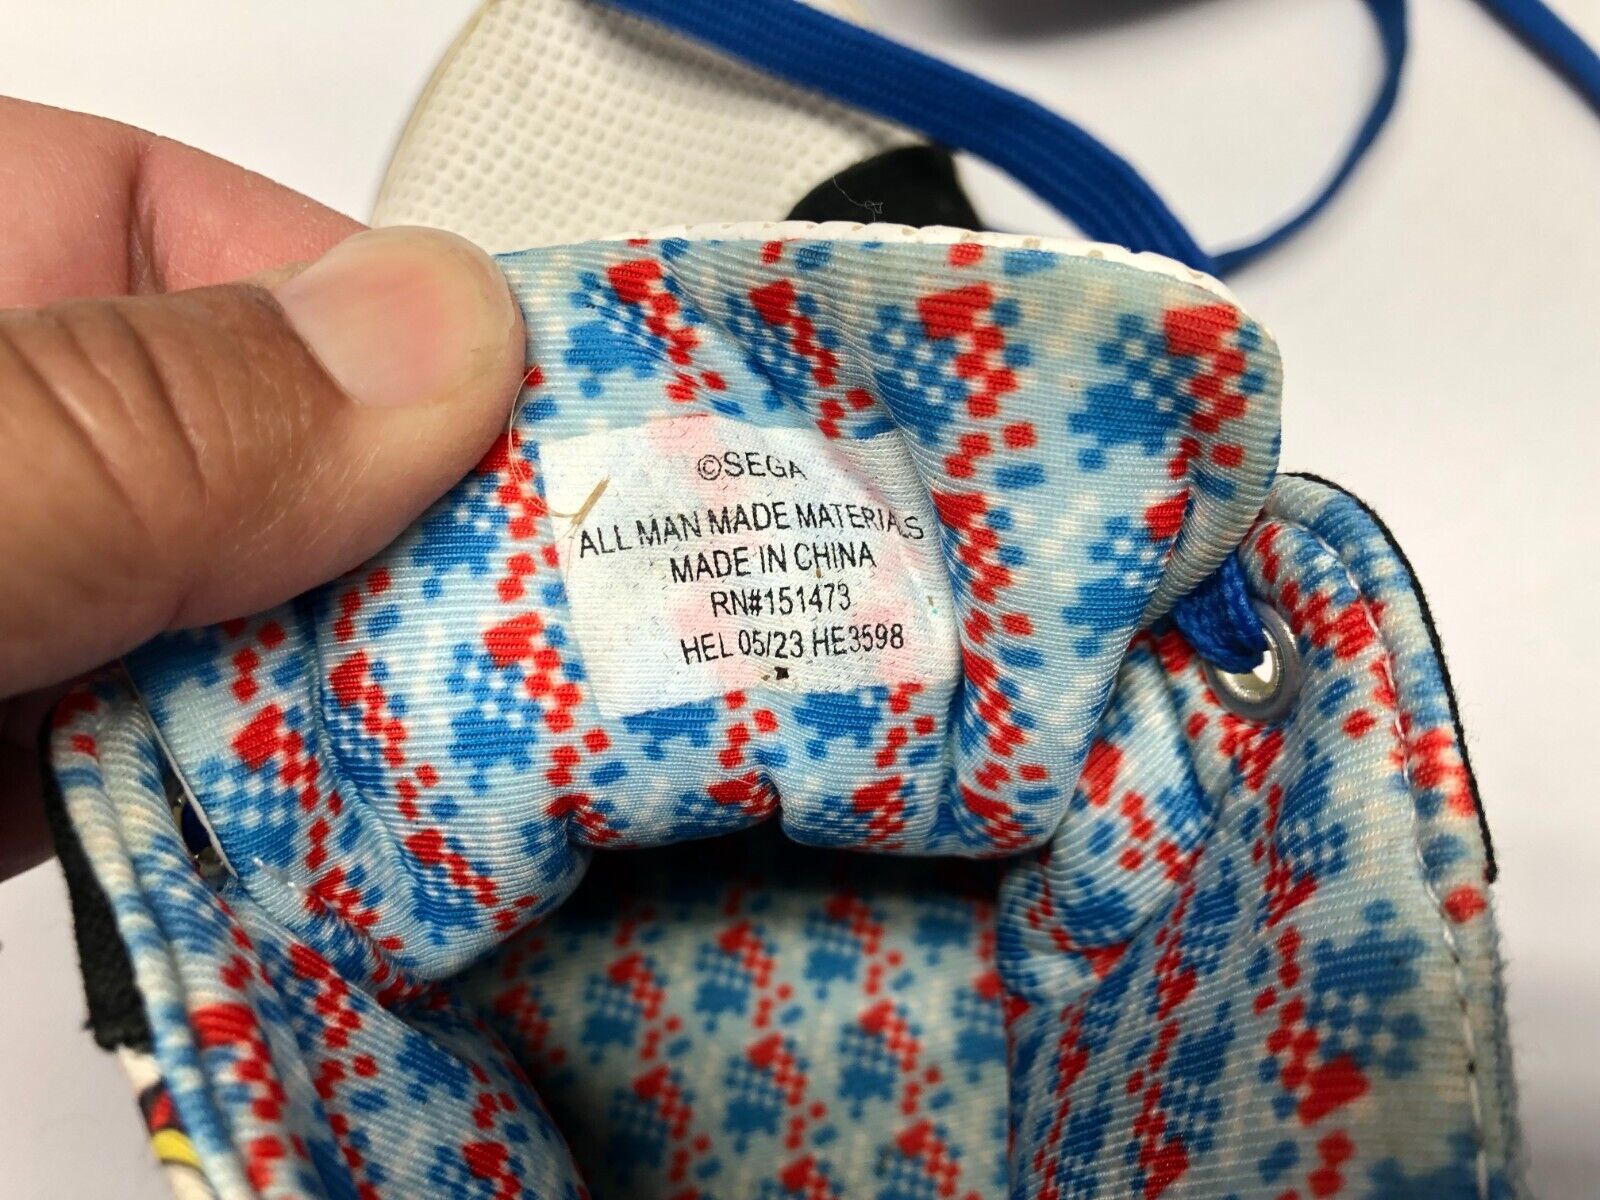 ©SEGA
ALL MAN MADE MATERIALS
MADE IN CHINA
RN#151473
HEL 05/23 HE3598